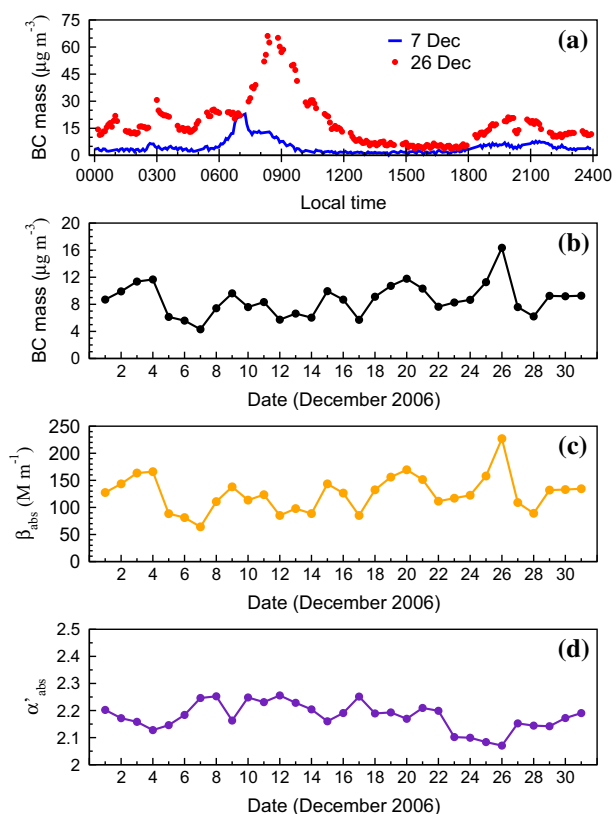 75
60
45
30
15
0
BC mass (µg m⁻³)
(a)
7 Dec
26 Dec
0000 0300 0600 0900 1200 1500 1800 2100 2400
Local time
20
16
12
8
4
0
BC mass (µg m⁻³)
(b)
2 4 6 8 10 12 14 16 18 20 22 24 26 28 30
Date (December 2006)
250
200
150
100
50
0
βabs (M m⁻¹)
(c)
2 4 6 8 10 12 14 16 18 20 22 24 26 28 30
Date (December 2006)
2.5
2.4
2.3
2.2
2.1
2
α'abs
(d)
2 4 6 8 10 12 14 16 18 20 22 24 26 28 30
Date (December 2006)